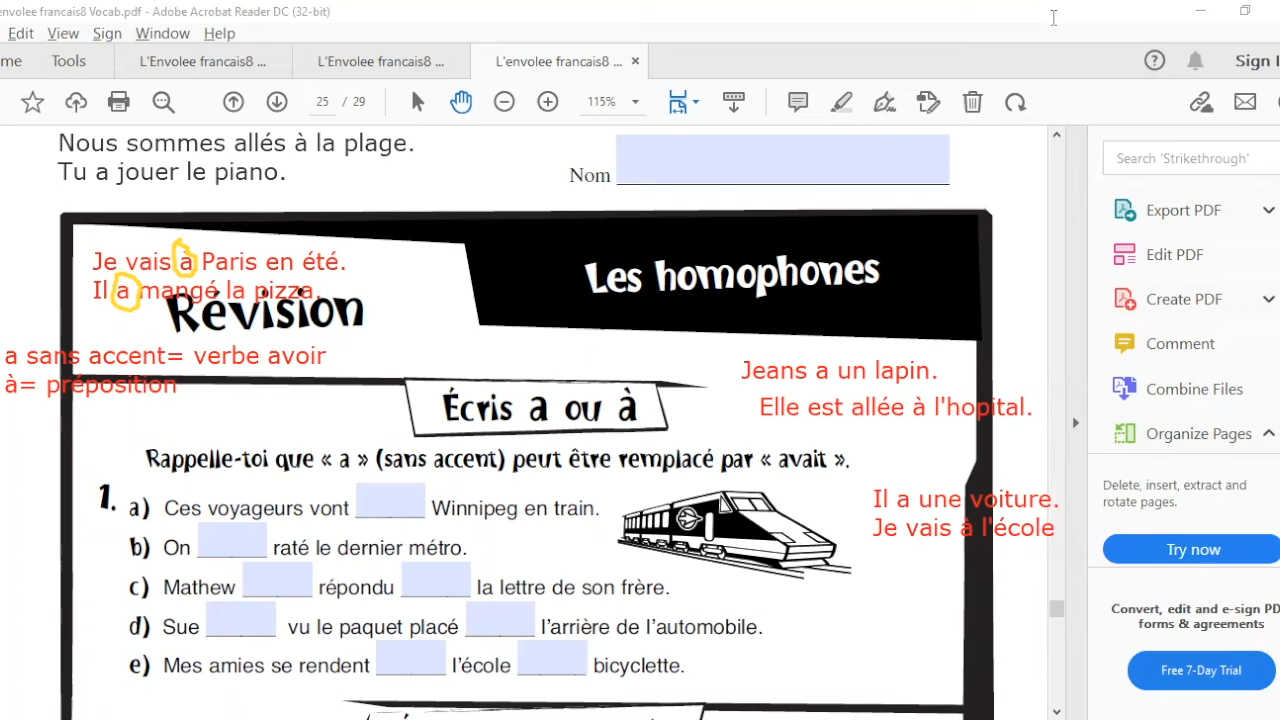 envolee francais8 Vocab.pdf - Adobe Acrobat Reader DC (32-bit)
Edit View Sign Window Help
me Tools L'Envolee francais8 ... L'Envolee francais8 ... L'envolee francais8 ... × Sign I
25 / 29 115%
Nous sommes allés à la plage.
Tu a jouer le piano.
Nom
Search 'Strikethrough'
Export PDF
Edit PDF
Create PDF
Comment
Combine Files
Organize Pages
Delete, insert, extract and
rotate pages.
Try now
Convert, edit and e-sign PD
forms & agreements
Free 7-Day Trial
Je vais à Paris en été.
Il a mangé la pizza.
Révision
Les homophones
a sans accent= verbe avoir
à= préposition
Jeans a un lapin.
Elle est allée à l'hopital.
Écris a ou à
Rappelle-toi que « a » (sans accent) peut être remplacé par « avait ».
Il a une voiture.
Je vais à l'école
1. a) Ces voyageurs vont Winnipeg en train.
b) On raté le dernier métro.
c) Mathew répondu la lettre de son frère.
d) Sue vu le paquet placé l'arrière de l'automobile.
e) Mes amies se rendent l'école bicyclette.